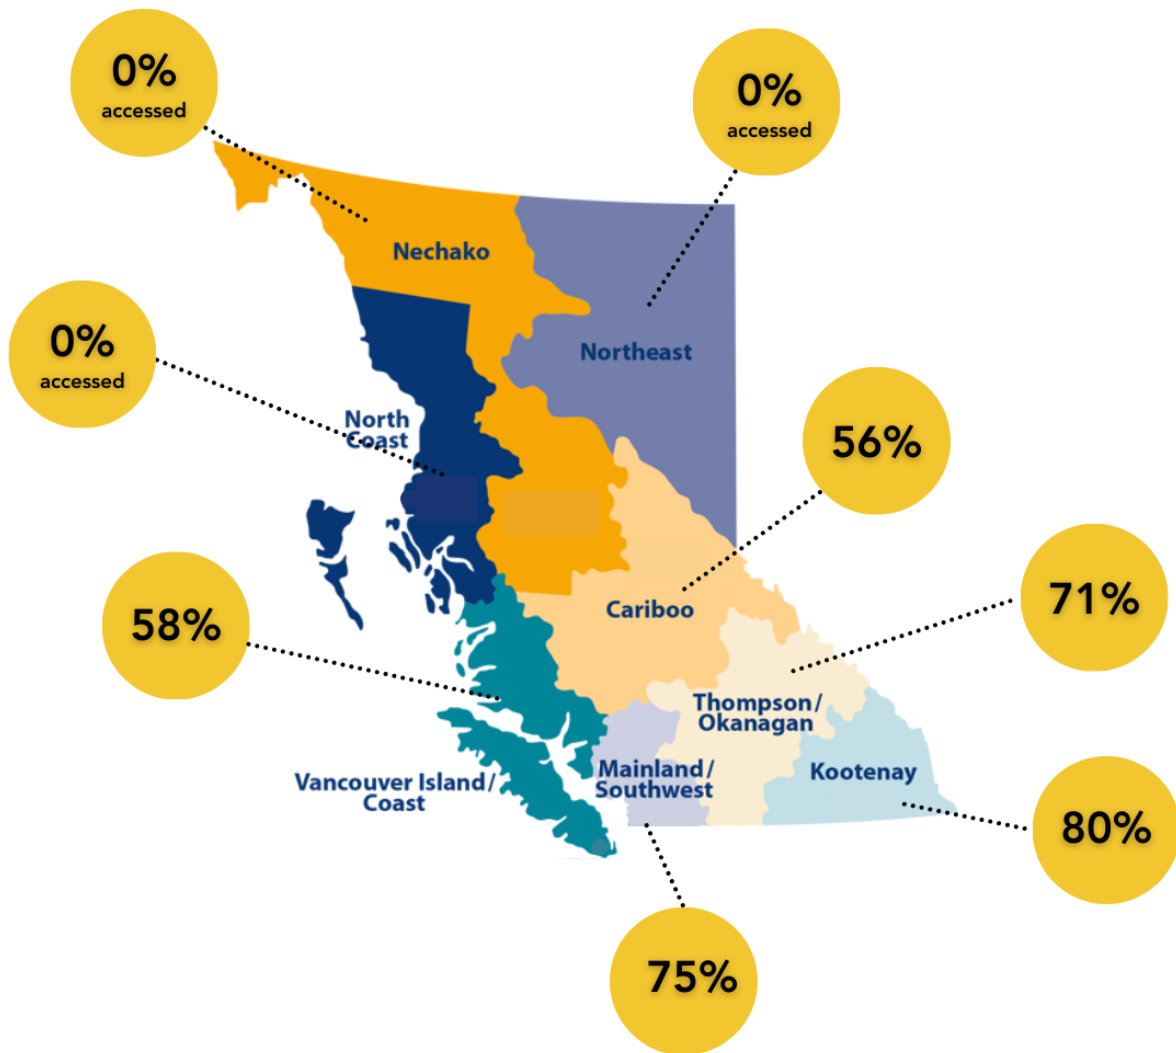 0%
accessed
0%
accessed
Nechako
0%
accessed
Northeast
North
Coast
56%
71%
58%
Cariboo
Thompson/
Okanagan
Vancouver Island/
Coast
Mainland/
Southwest
Kootenay
80%
75%